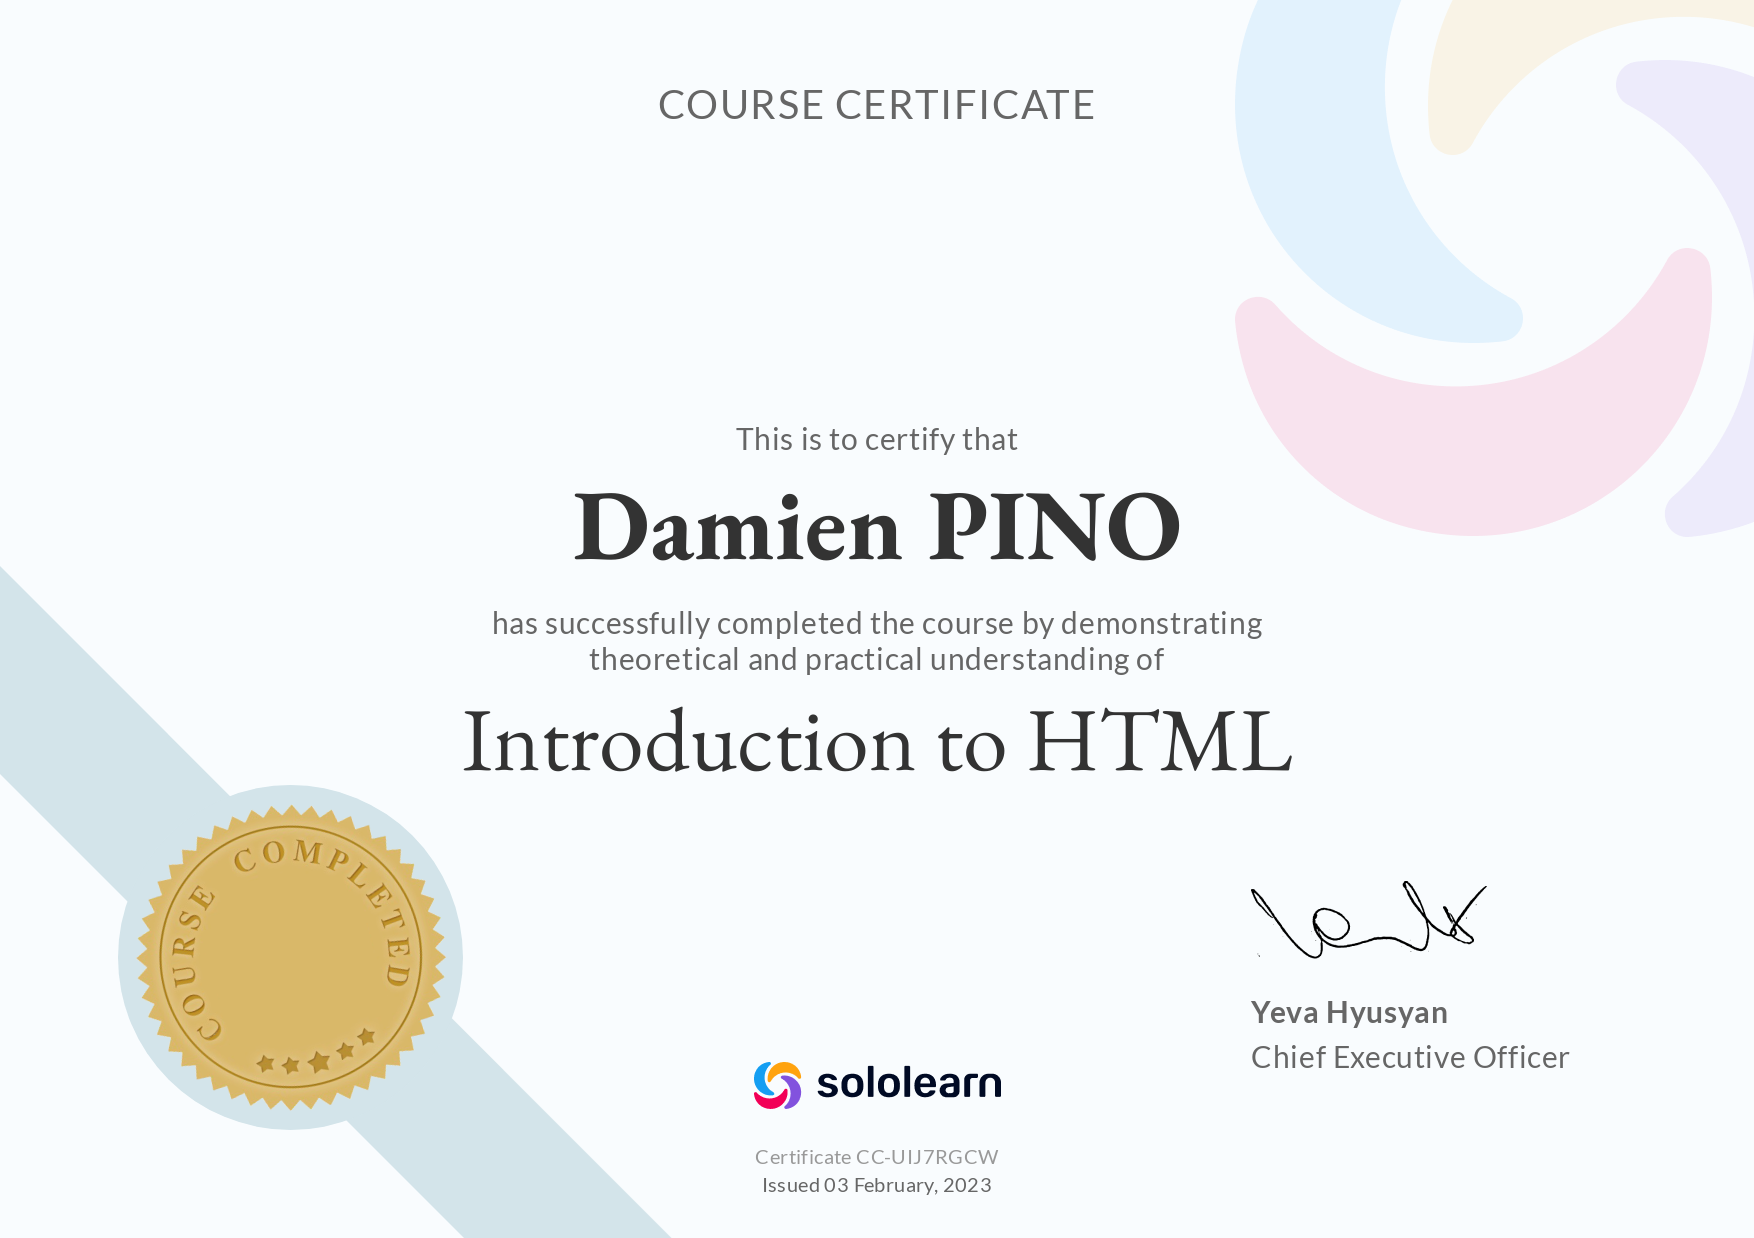 COURSE CERTIFICATE
This is to certify that
Damien PINO
has successfully completed the course by demonstrating
theoretical and practical understanding of
Introduction to HTML
COURSE COMPLETED
Yeva Hyusyan
Chief Executive Officer
sololearn
Certificate CC-UIJ7RGCW
Issued 03 February, 2023